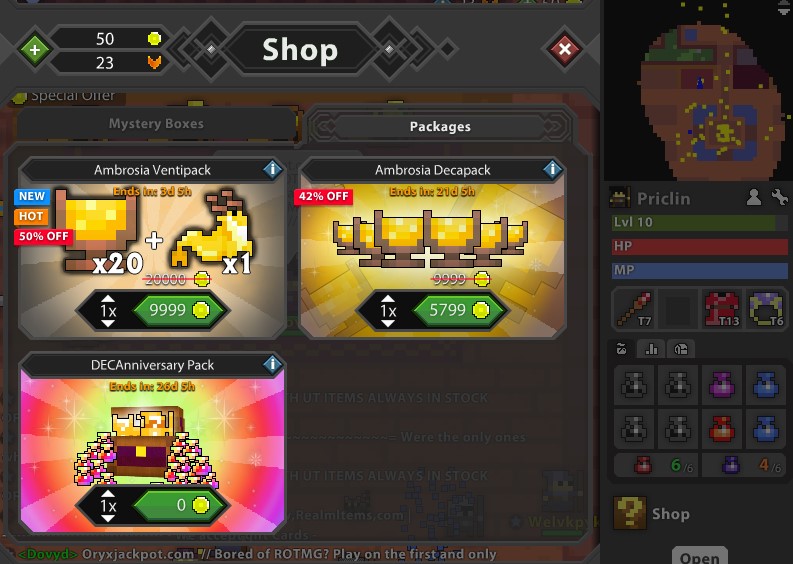 50
23
Shop
Special Offer
Mystery Boxes
Packages
Ambrosia Ventipack
Ends in: 3d 5h
NEW
HOT
50% OFF
x20
+
x1
20000
1x
9999
Ambrosia Decapack
Ends in: 21d 5h
42% OFF
9999
1x
5799
DECAnniversary Pack
Ends in: 26d 5h
1x
0
UT ITEMS ALWAYS IN STOCK
Were the only ones
UT ITEMS ALWAYS IN STOCK
.RealmItems.com
<Dovyd> Oryxjackpot.com // Bored of ROTMG? Play on the first and only
Priclin
Lvl 10
HP
MP
T7
T13
T6
6/6
4/6
Shop
Open